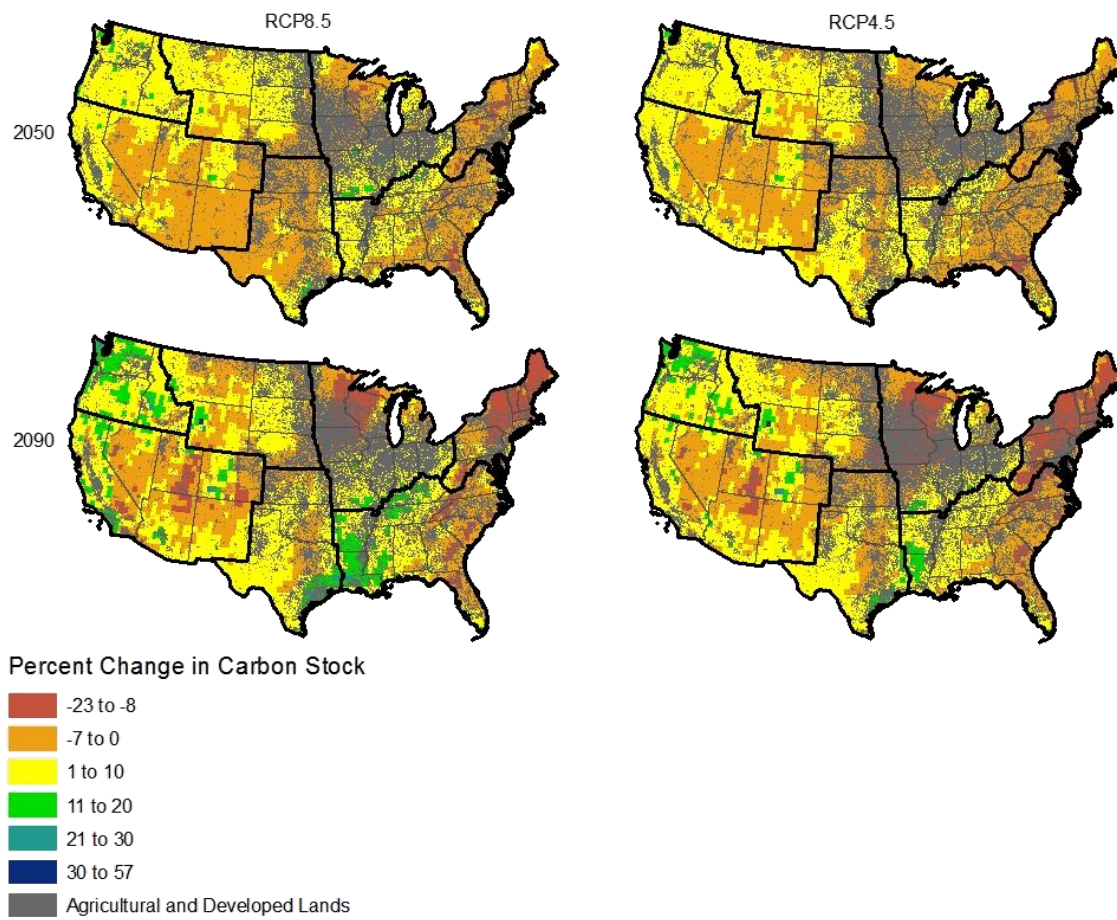 RCP8.5
RCP4.5
2050
2090
Percent Change in Carbon Stock
-23 to -8
-7 to 0
1 to 10
11 to 20
21 to 30
30 to 57
Agricultural and Developed Lands